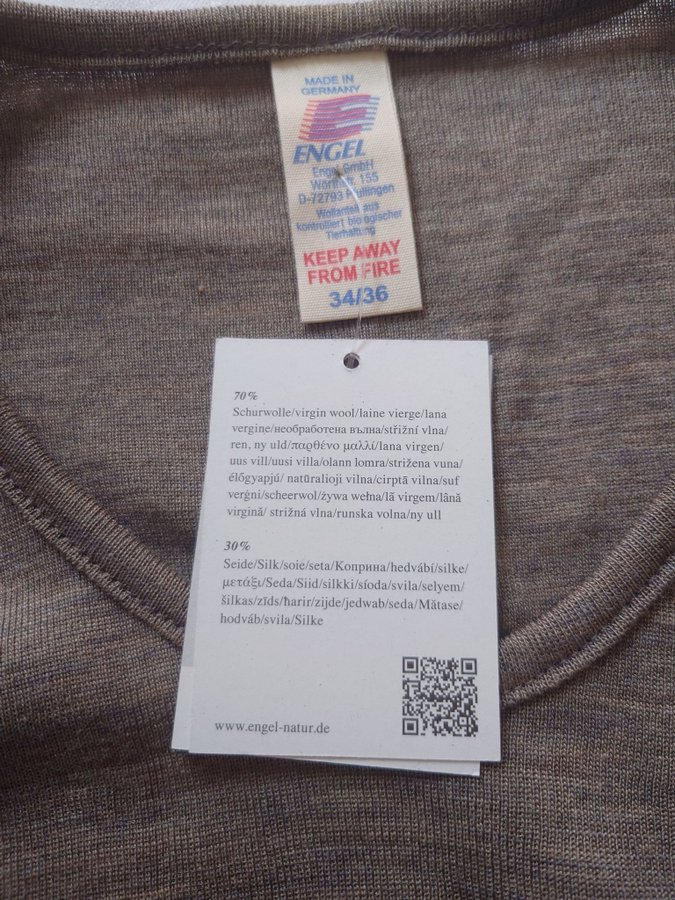 MADE IN
GERMANY
ENGEL
Engel GmbH
Wörthstr. 155
D-72793 Pfullingen
Wollanteil aus
kontrolliert biologischer
Tierhaltung
KEEP AWAY
FROM FIRE
34/36
70%
Schurwolle/virgin wool/laine vierge/lana
vergine/необработена вълна/střižní vlna/
ren, ny uld/παρθένο μαλλί/lana virgen/
uus vill/uusi villa/olann lomra/strižena vuna/
élőgyapjú/ natūralioji vilna/cirptā vilna/suf
verġni/scheerwol/żywa wełna/lã virgem/lână
virgină/ strižná vlna/runska volna/ny ull
30%
Seide/Silk/soie/seta/Коприна/hedvábí/silke/
μετάξι/Seda/Siid/silkki/síoda/svila/selyem/
šilkas/zīds/ħarir/zijde/jedwab/seda/Mătase/
hodváb/svila/Silke
www.engel-natur.de